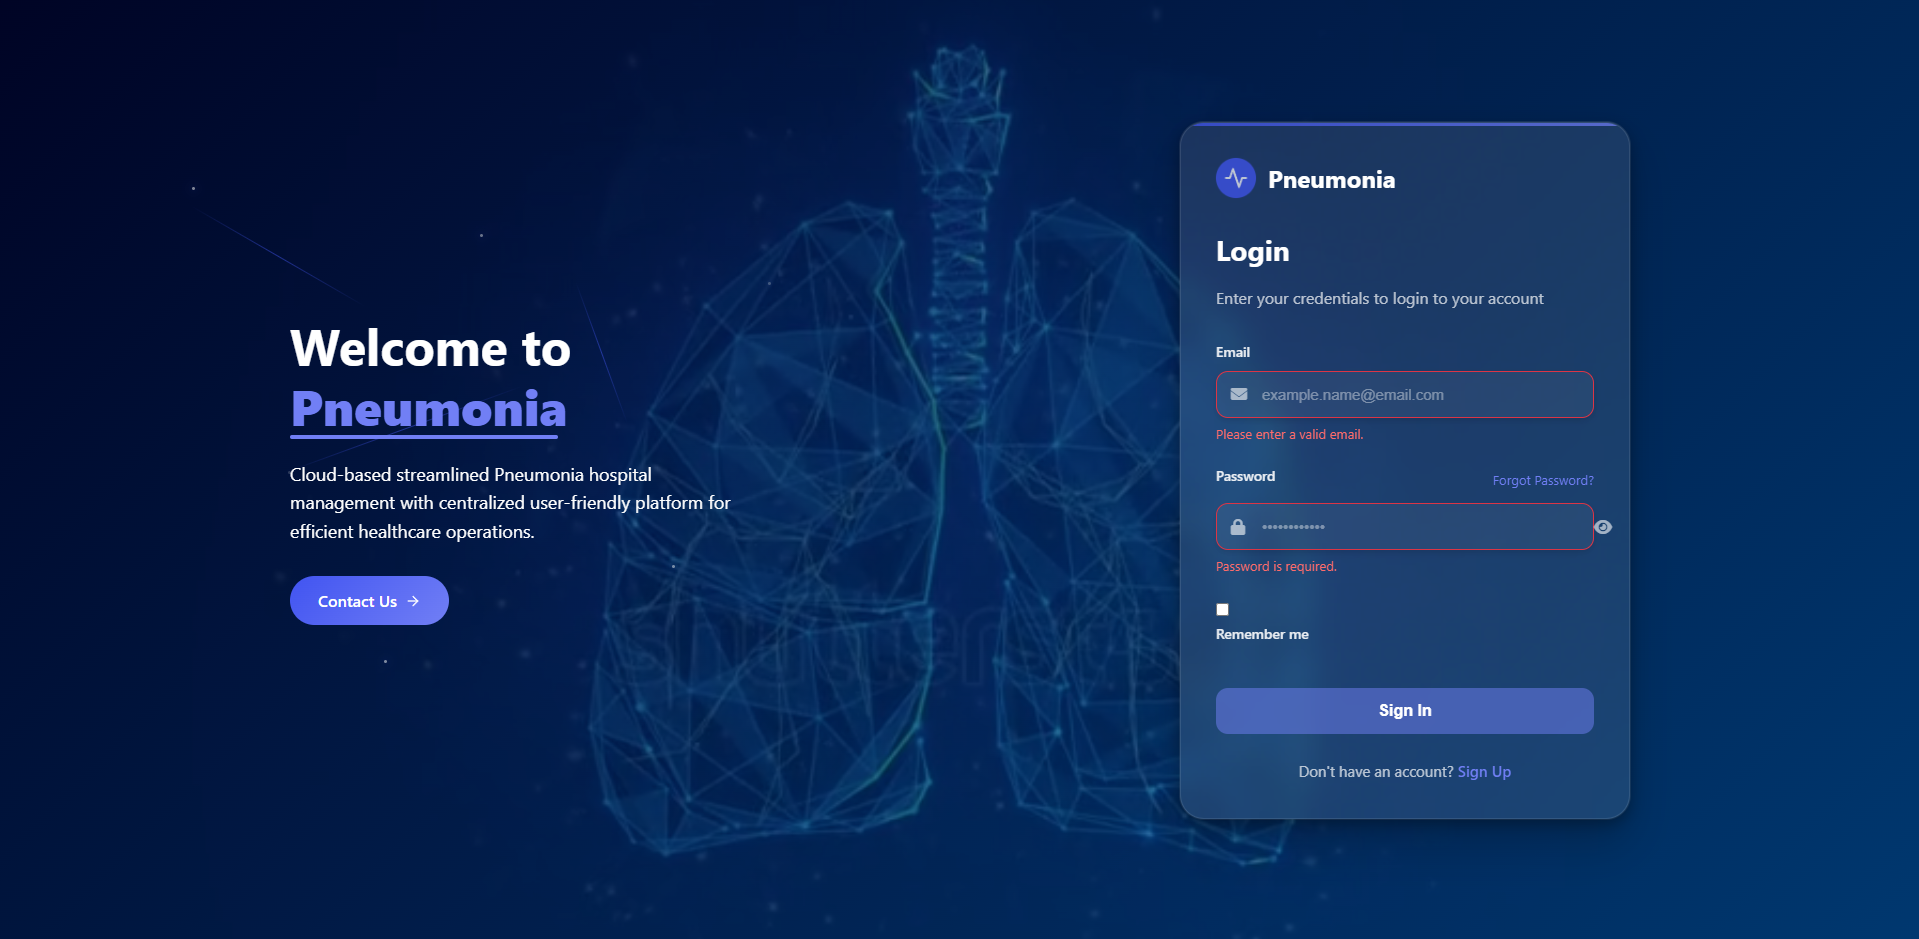 Welcome to
Pneumonia
Cloud-based streamlined Pneumonia hospital
management with centralized user-friendly platform for
efficient healthcare operations.
Contact Us
Pneumonia
Login
Enter your credentials to login to your account
Email
example.name@email.com
Please enter a valid email.
Password
Forgot Password?
••••••••••••
Password is required.
Remember me
Sign In
Don't have an account? Sign Up